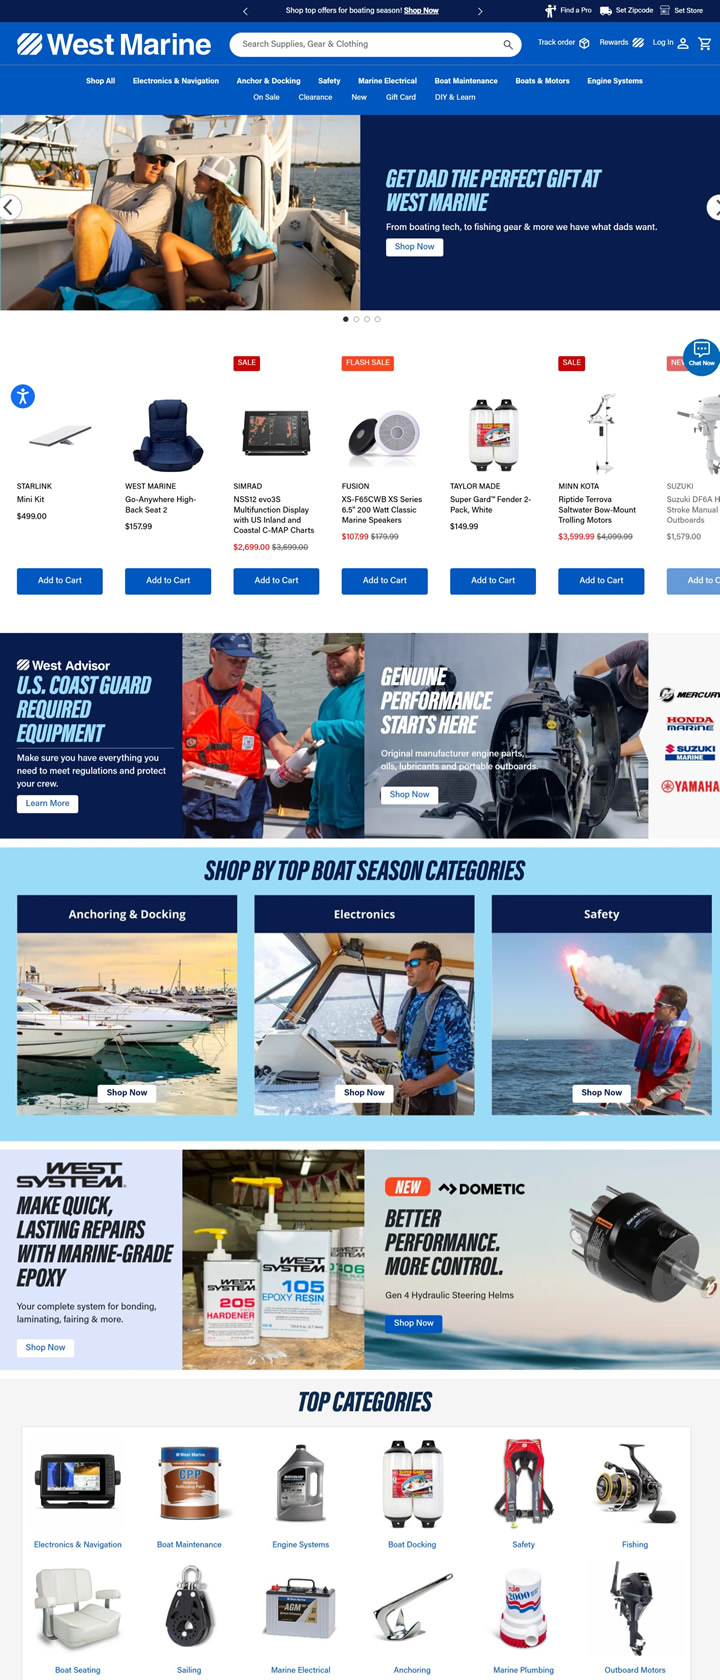 Shop top offers for boating season! Shop Now
Find a Pro
Set Zipcode
Set Store
West Marine
Search Supplies, Gear & Clothing
Track order
Rewards
Log In
Shop All
Electronics & Navigation
Anchor & Docking
Safety
Marine Electrical
Boat Maintenance
Boats & Motors
Engine Systems
On Sale
Clearance
New
Gift Card
DIY & Learn
GET DAD THE PERFECT GIFT AT
WEST MARINE
From boating tech, to fishing gear & more we have what dads want.
Shop Now
Chat Now
STARLINK
Mini Kit
$499.00
Add to Cart
WEST MARINE
Go-Anywhere High-
Back Seat 2
$157.99
Add to Cart
SALE
SIMRAD
NSS12 evo3S
Multifunction Display
with US Inland and
Coastal C-MAP Charts
$2,699.00 $3,699.00
Add to Cart
FLASH SALE
FUSION
XS-F65CWB XS Series
6.5" 200 Watt Classic
Marine Speakers
$107.99 $179.99
Add to Cart
TAYLOR MADE
Super Gard™ Fender 2-
Pack, White
$149.99
Add to Cart
SALE
MINN KOTA
Riptide Terrova
Saltwater Bow-Mount
Trolling Motors
$3,599.99 $4,099.99
Add to Cart
SUZUKI
Suzuki DF6A H
Stroke Manual
Outboards
$1,579.00
Add to C
West Advisor
U.S. COAST GUARD
REQUIRED
EQUIPMENT
Make sure you have everything you
need to meet regulations and protect
your crew.
Learn More
GENUINE
PERFORMANCE
STARTS HERE
Original manufacturer engine parts,
oils, lubricants and portable outboards.
Shop Now
MERCURY
HONDA
MARINE
SUZUKI
MARINE
YAMAHA
SHOP BY TOP BOAT SEASON CATEGORIES
Anchoring & Docking
Shop Now
Electronics
Shop Now
Safety
Shop Now
WEST
SYSTEM
MAKE QUICK,
LASTING REPAIRS
WITH MARINE-GRADE
EPOXY
Your complete system for bonding,
laminating, fairing & more.
Shop Now
WEST
SYSTEM
205
HARDENER
WEST
SYSTEM
105
EPOXY RESIN
NEW
DOMETIC
BETTER
PERFORMANCE.
MORE CONTROL.
Gen 4 Hydraulic Steering Helms
Shop Now
TOP CATEGORIES
West Marine
CPP
Electronics & Navigation
Boat Maintenance
Engine Systems
Boat Docking
Safety
Fishing
AGM
rule
2000
Boat Seating
Sailing
Marine Electrical
Anchoring
Marine Plumbing
Outboard Motors